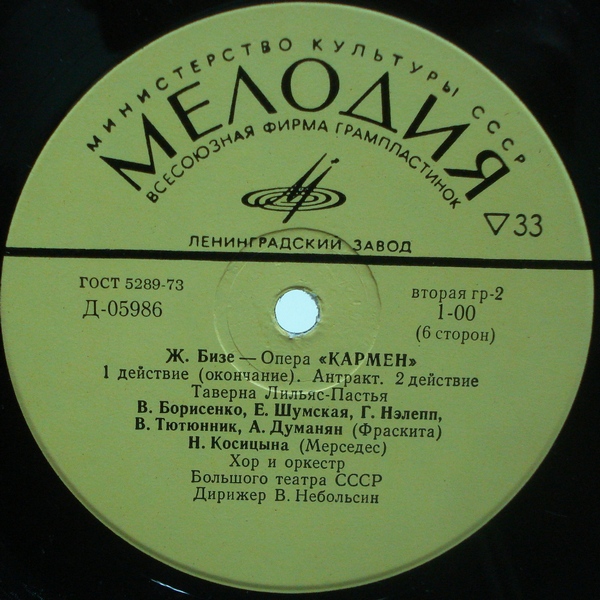 МИНИСТЕРСТВО КУЛЬТУРЫ СССР
МЕЛОДИЯ
ВСЕСОЮЗНАЯ ФИРМА ГРАМПЛАСТИНОК
33
ЛЕНИНГРАДСКИЙ ЗАВОД
ГОСТ 5289-73
Д-05986
вторая гр-2
1-00
(6 сторон)
Ж. Бизе — Опера «КАРМЕН»
1 действие (окончание). Антракт. 2 действие
Таверна Лильяс-Пастья
В. Борисенко, Е. Шумская, Г. Нэлепп,
В. Тютюнник, А. Думанян (Фраскита)
Н. Косицына (Мерседес)
Хор и оркестр
Большого театра СССР
Дирижер В. Небольсин